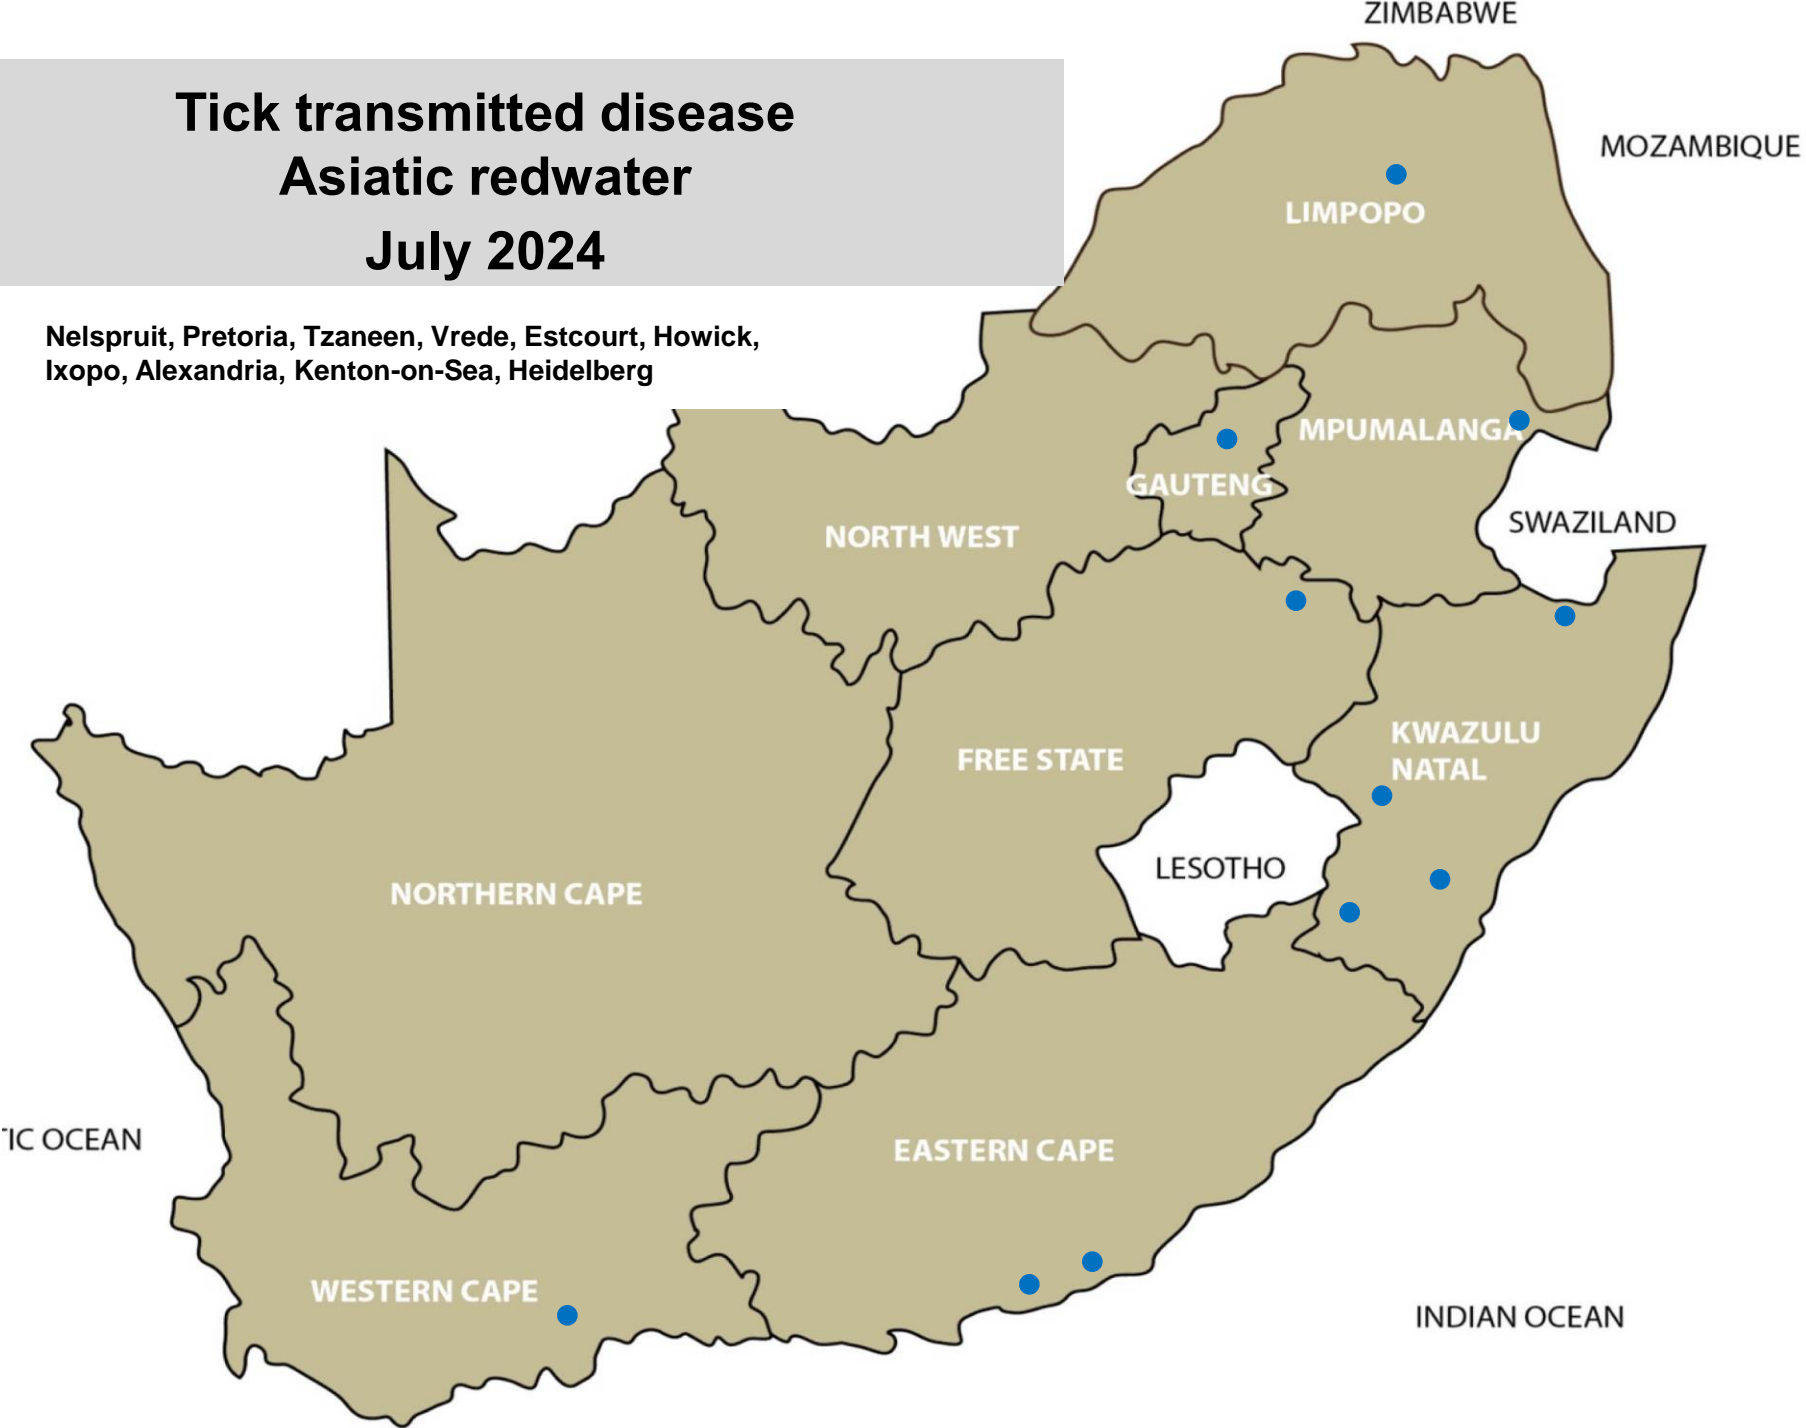 ZIMBABWE
Tick transmitted disease
Asiatic redwater
July 2024
MOZAMBIQUE
LIMPOPO
Nelspruit, Pretoria, Tzaneen, Vrede, Estcourt, Howick,
Ixopo, Alexandria, Kenton-on-Sea, Heidelberg
MPUMALANGA
GAUTENG
NORTH WEST
SWAZILAND
KWAZULU
NATAL
FREE STATE
LESOTHO
NORTHERN CAPE
TIC OCEAN
EASTERN CAPE
WESTERN CAPE
INDIAN OCEAN